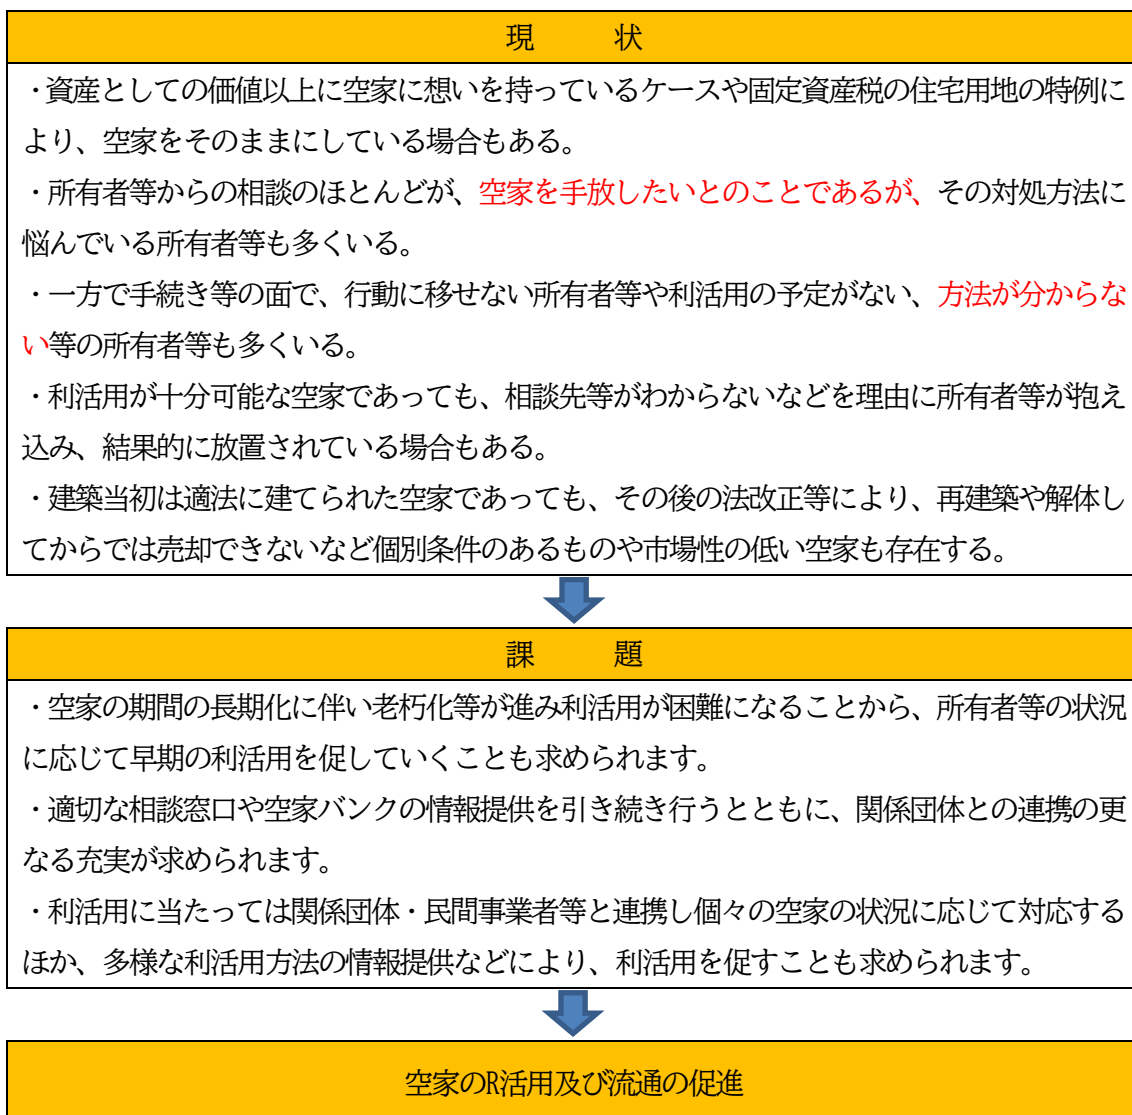 現　　　状
・資産としての価値以上に空家に想いを持っているケースや固定資産税の住宅用地の特例に
より、空家をそのままにしている場合もある。
・所有者等からの相談のほとんどが、空家を手放したいとのことであるが、その対処方法に
悩んでいる所有者等も多くいる。
・一方で手続き等の面で、行動に移せない所有者等や利活用の予定がない、方法が分からな
い等の所有者等も多くいる。
・利活用が十分可能な空家であっても、相談先等がわからないなどを理由に所有者等が抱え
込み、結果的に放置されている場合もある。
・建築当初は適法に建てられた空家であっても、その後の法改正等により、再建築や解体し
てからでは売却できないなど個別条件のあるものや市場性の低い空家も存在する。
課　　　題
・空家の期間の長期化に伴い老朽化等が進み利活用が困難になることから、所有者等の状況
に応じて早期の利活用を促していくことも求められます。
・適切な相談窓口や空家バンクの情報提供を引き続き行うとともに、関係団体との連携の更
なる充実が求められます。
・利活用に当たっては関係団体・民間事業者等と連携し個々の空家の状況に応じて対応する
ほか、多様な利活用方法の情報提供などにより、利活用を促すことも求められます。
空家のR活用及び流通の促進